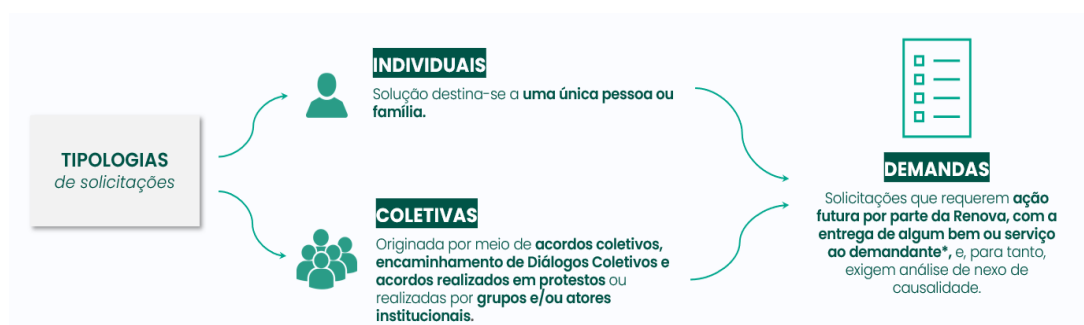 TIPOLOGIAS
de solicitações
INDIVIDUAIS
Solução destina-se a uma única pessoa ou
família.
COLETIVAS
Originada por meio de acordos coletivos,
encaminhamento de Diálogos Coletivos e
acordos realizados em protestos ou
realizadas por grupos e/ou atores
institucionais.
DEMANDAS
Solicitações que requerem ação
futura por parte da Renova, com a
entrega de algum bem ou serviço
ao demandante*, e, para tanto,
exigem análise de nexo de
causalidade.